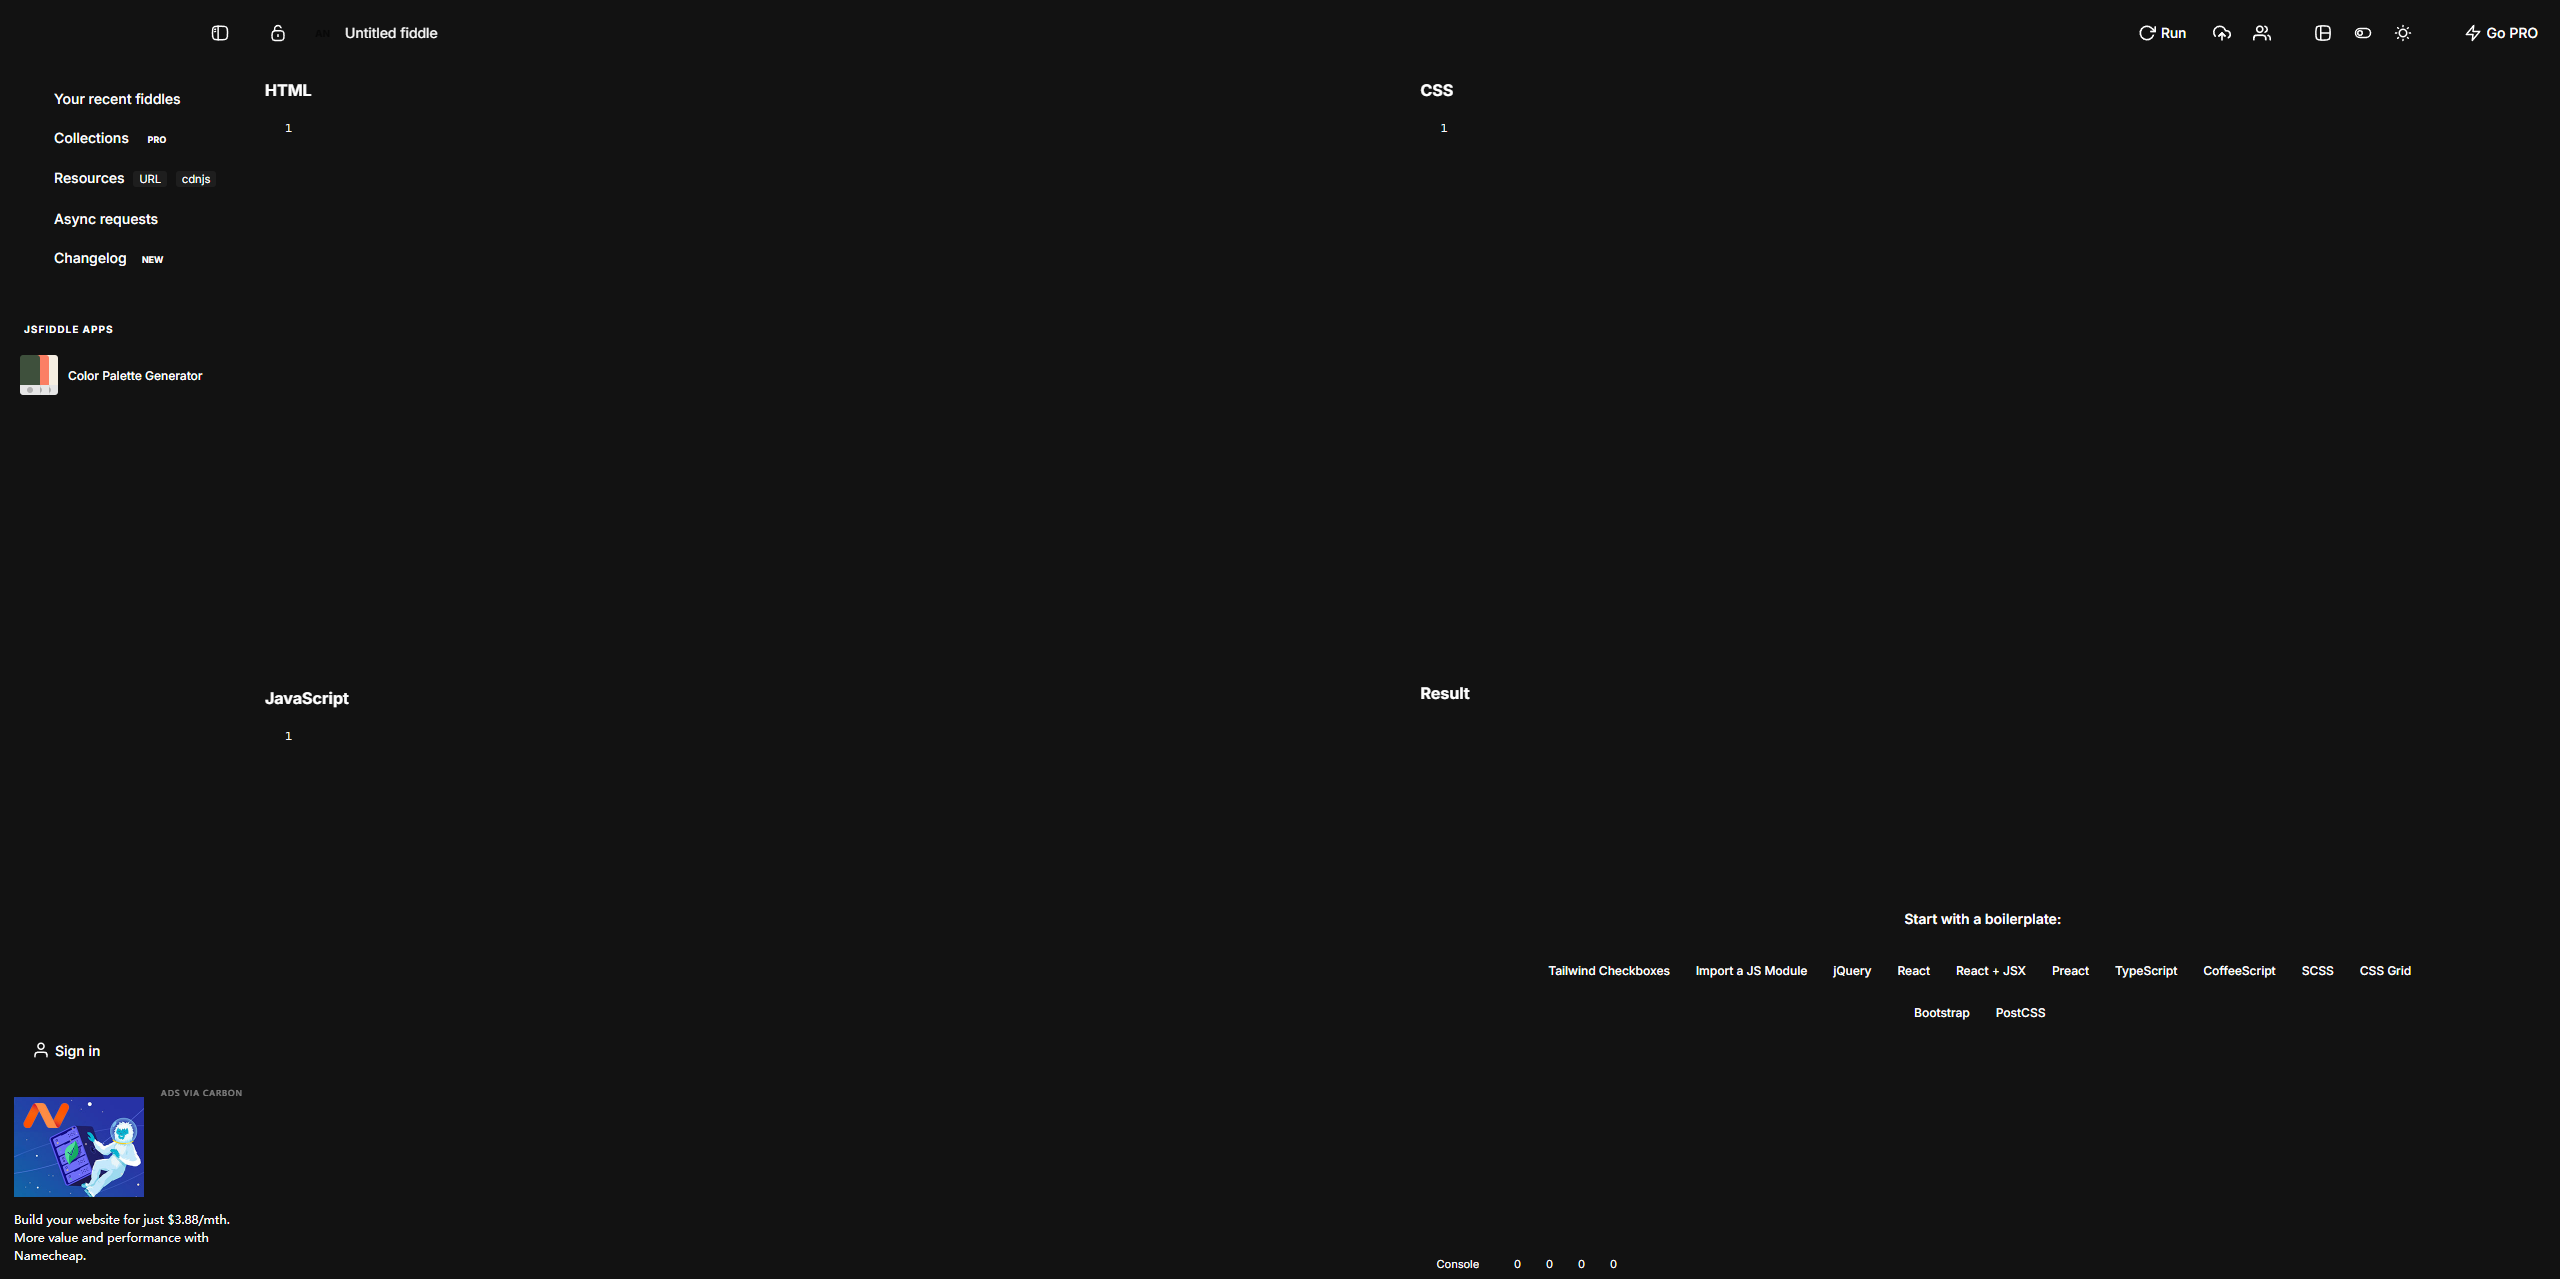 Untitled fiddle
Run
Go PRO
Your recent fiddles
Collections PRO
Resources URL cdnjs
Async requests
Changelog NEW
JSFIDDLE APPS
Color Palette Generator
Sign in
ADS VIA CARBON
Build your website for just $3.88/mth.
More value and performance with
Namecheap.
HTML
1
CSS
1
JavaScript
1
Result
Start with a boilerplate:
Tailwind Checkboxes Import a JS Module jQuery React React + JSX Preact TypeScript CoffeeScript SCSS CSS Grid
Bootstrap PostCSS
Console 0 0 0 0